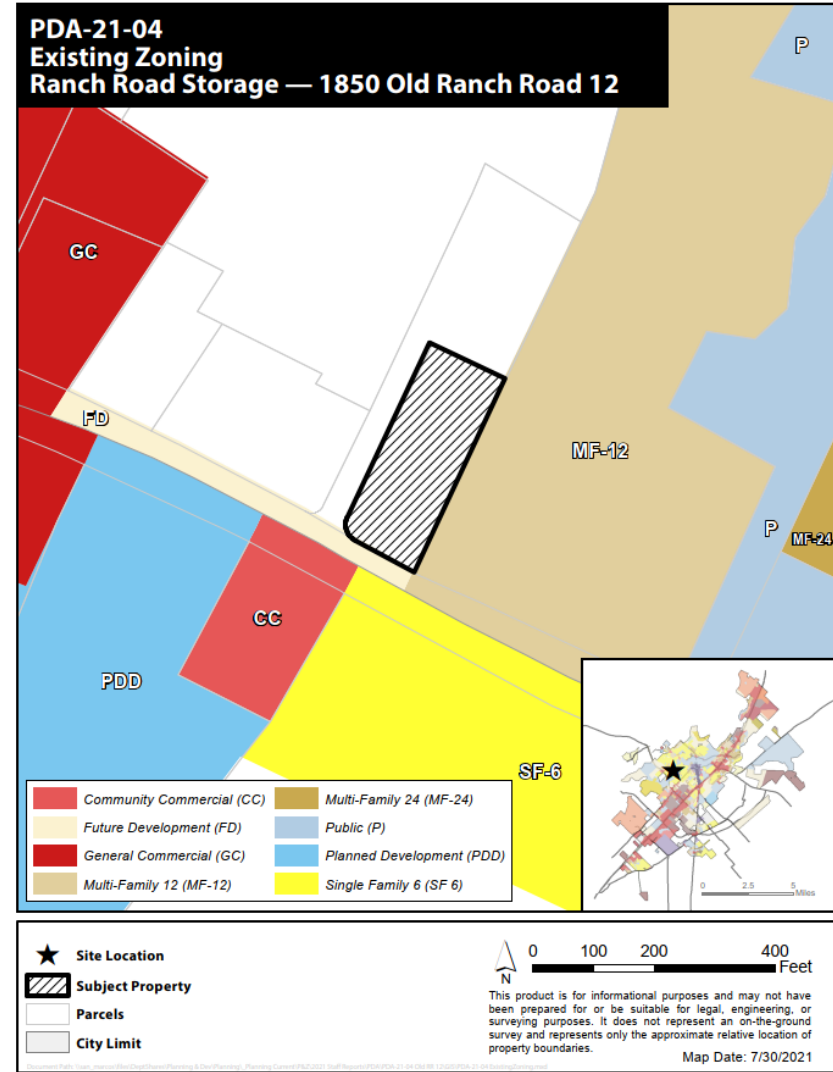 PDA-21-04
Existing Zoning
Ranch Road Storage — 1850 Old Ranch Road 12
P
GC
FD
MF-12
P
MF-24
CC
PDD
SF-6
Community Commercial (CC)
Future Development (FD)
General Commercial (GC)
Multi-Family 12 (MF-12)
Multi-Family 24 (MF-24)
Public (P)
Planned Development (PDD)
Single Family 6 (SF 6)
0 2.5 5
Miles
Site Location
Subject Property
Parcels
City Limit
N
0 100 200 400
Feet
This product is for informational purposes and may not have
been prepared for or be suitable for legal, engineering, or
surveying purposes. It does not represent an on-the-ground
survey and represents only the approximate relative location of
property boundaries.
Map Date: 7/30/2021